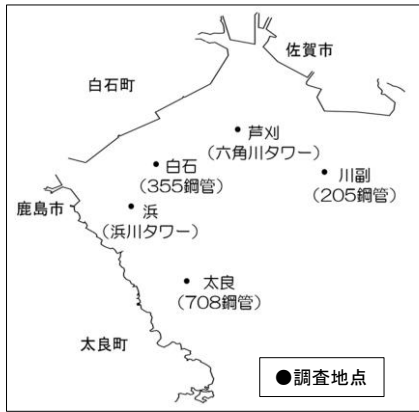 佐賀市
白石町
芦刈
(六角川タワー)
白石
(355鋼管)
川副
(205鋼管)
鹿島市
浜
(浜川タワー)
太良
(708鋼管)
太良町
●調査地点